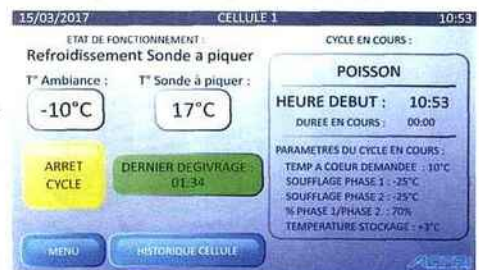 15/03/2017 CELLULE 1 10:53
ETAT DE FONCTIONNEMENT :
Refroidissement Sonde a piquer
T° Ambiance : T° Sonde à piquer :
-10°C 17°C
ARRET CYCLE
DERNIER DEGIVRAGE :
01:34
MENU HISTORIQUE CELLULE
CYCLE EN COURS :
POISSON
HEURE DEBUT : 10:53
DUREE EN COURS : 00:00
PARAMETRES DU CYCLE EN COURS :
TEMP A COEUR DEMANDEE : 10°C
SOUFFLAGE PHASE 1 : -25°C
SOUFFLAGE PHASE 2 : -25°C
% PHASE 1/PHASE 2 : 70%
TEMPERATURE STOCKAGE : +3°C